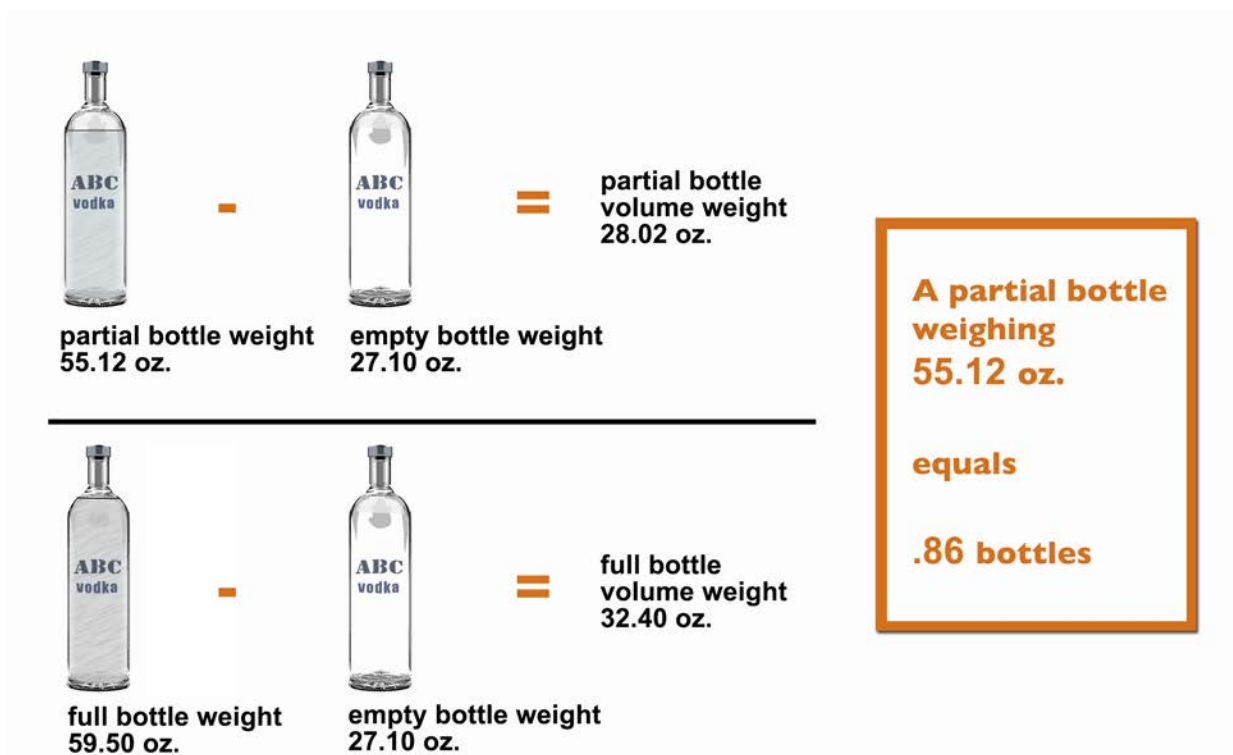 ABC
vodka
-
ABC
vodka
=
partial bottle
volume weight
28.02 oz.
partial bottle weight
55.12 oz.
empty bottle weight
27.10 oz.
ABC
vodka
-
ABC
vodka
=
full bottle
volume weight
32.40 oz.
full bottle weight
59.50 oz.
empty bottle weight
27.10 oz.
A partial bottle
weighing
55.12 oz.
equals
.86 bottles